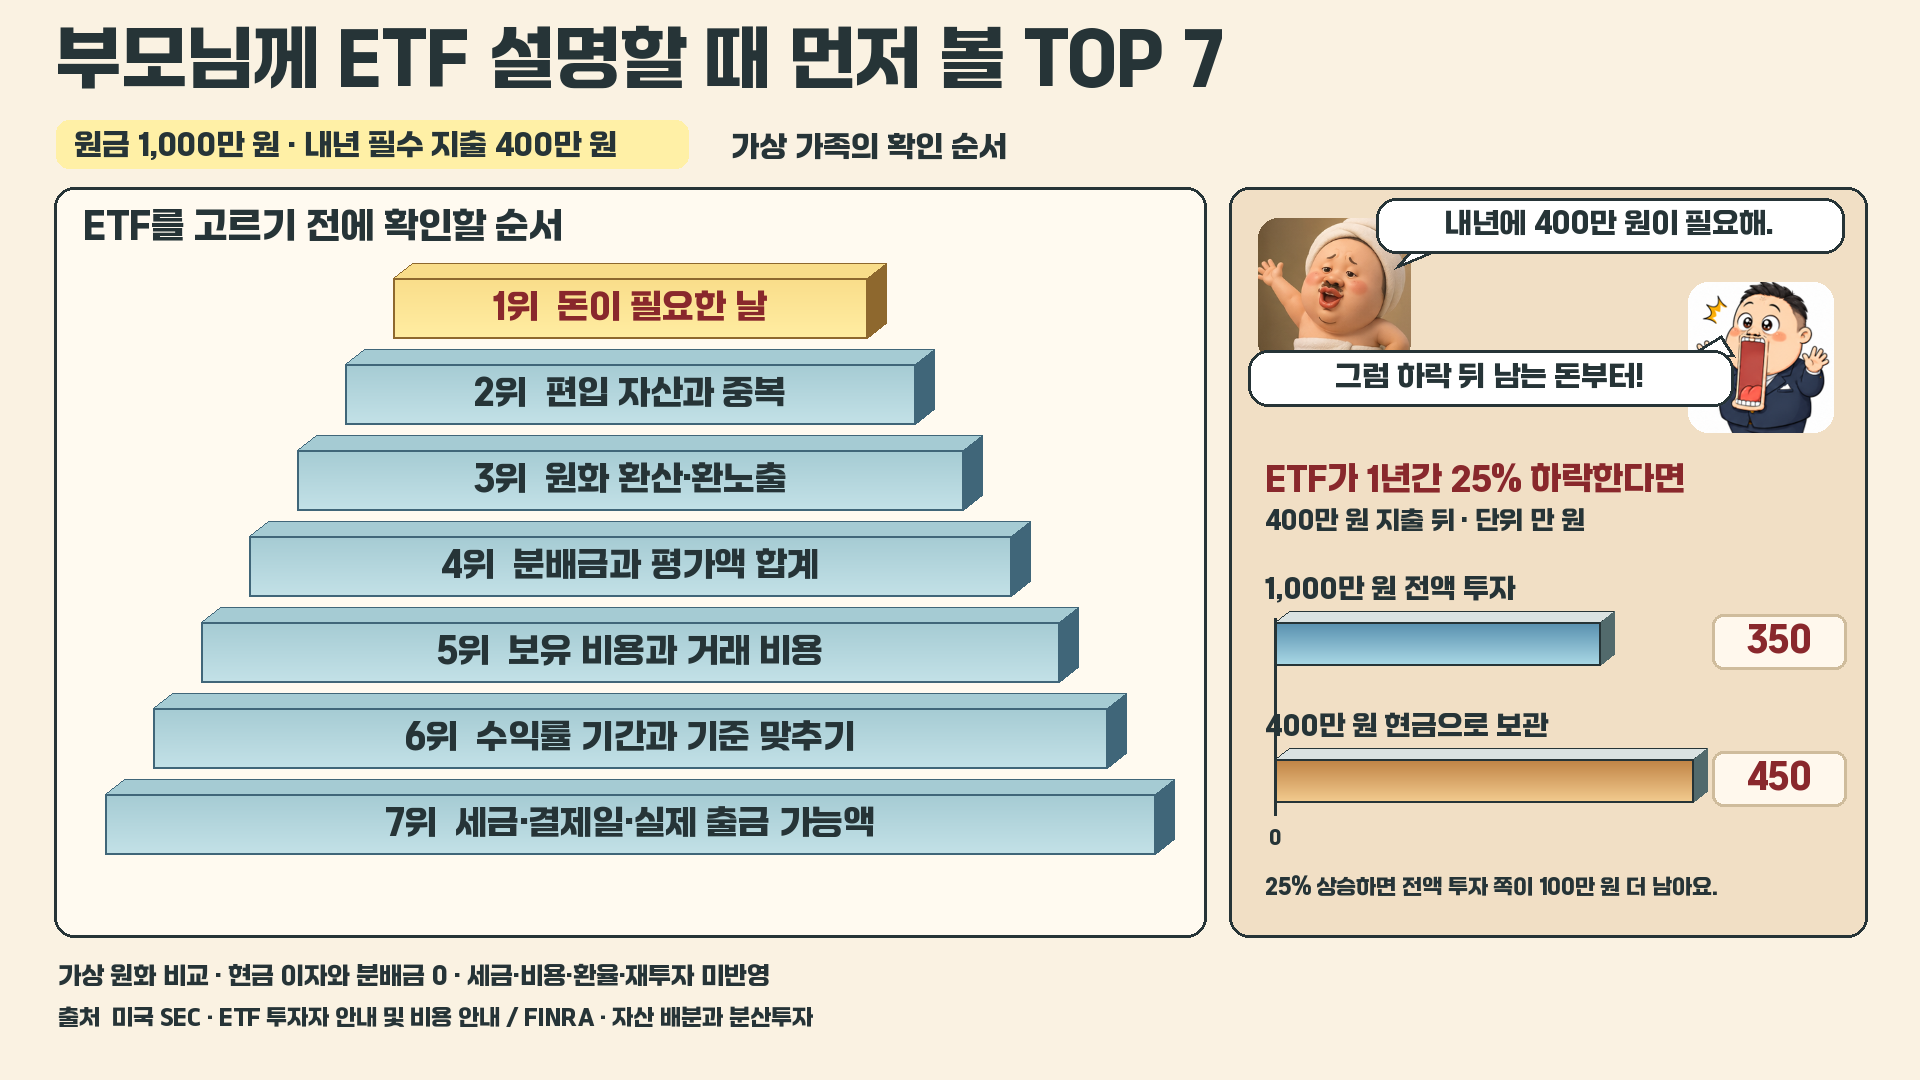 부모님께 ETF 설명할 때 먼저 볼 TOP 7
원금 1,000만 원 · 내년 필수 지출 400만 원
가상 가족의 확인 순서
ETF를 고르기 전에 확인할 순서
1위 돈이 필요한 날
2위 편입 자산과 중복
3위 원화 환산·환노출
4위 분배금과 평가액 합계
5위 보유 비용과 거래 비용
6위 수익률 기간과 기준 맞추기
7위 세금·결제일·실제 출금 가능액
내년에 400만 원이 필요해.
그럼 하락 뒤 남는 돈부터!
ETF가 1년간 25% 하락한다면
400만 원 지출 뒤 · 단위 만 원
1,000만 원 전액 투자
350
400만 원 현금으로 보관
450
0
25% 상승하면 전액 투자 쪽이 100만 원 더 남아요.
가상 원화 비교 · 현금 이자와 분배금 0 · 세금·비용·환율·재투자 미반영
출처 미국 SEC · ETF 투자자 안내 및 비용 안내 / FINRA · 자산 배분과 분산투자